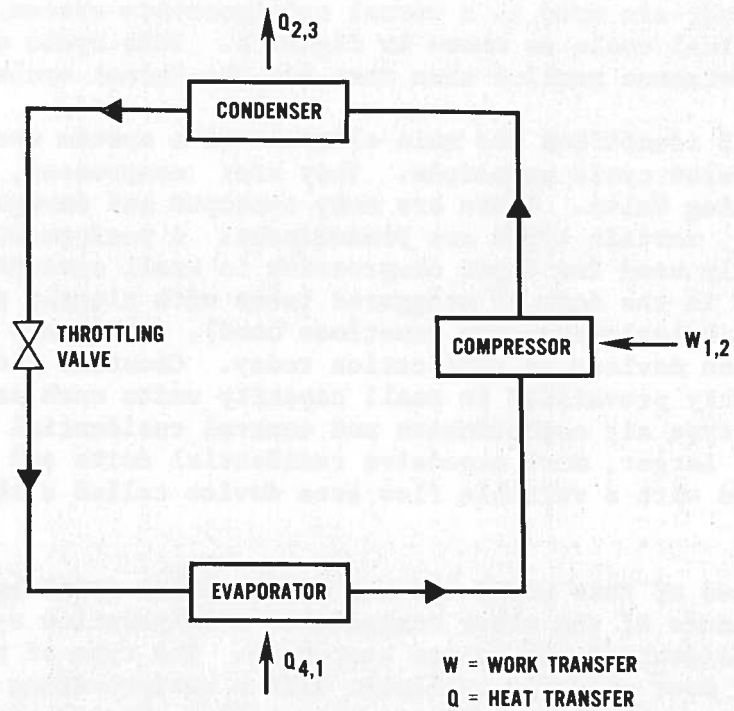 Q2,3
CONDENSER
THROTTLING
VALVE
COMPRESSOR
W1,2
EVAPORATOR
Q4,1
W = WORK TRANSFER
Q = HEAT TRANSFER